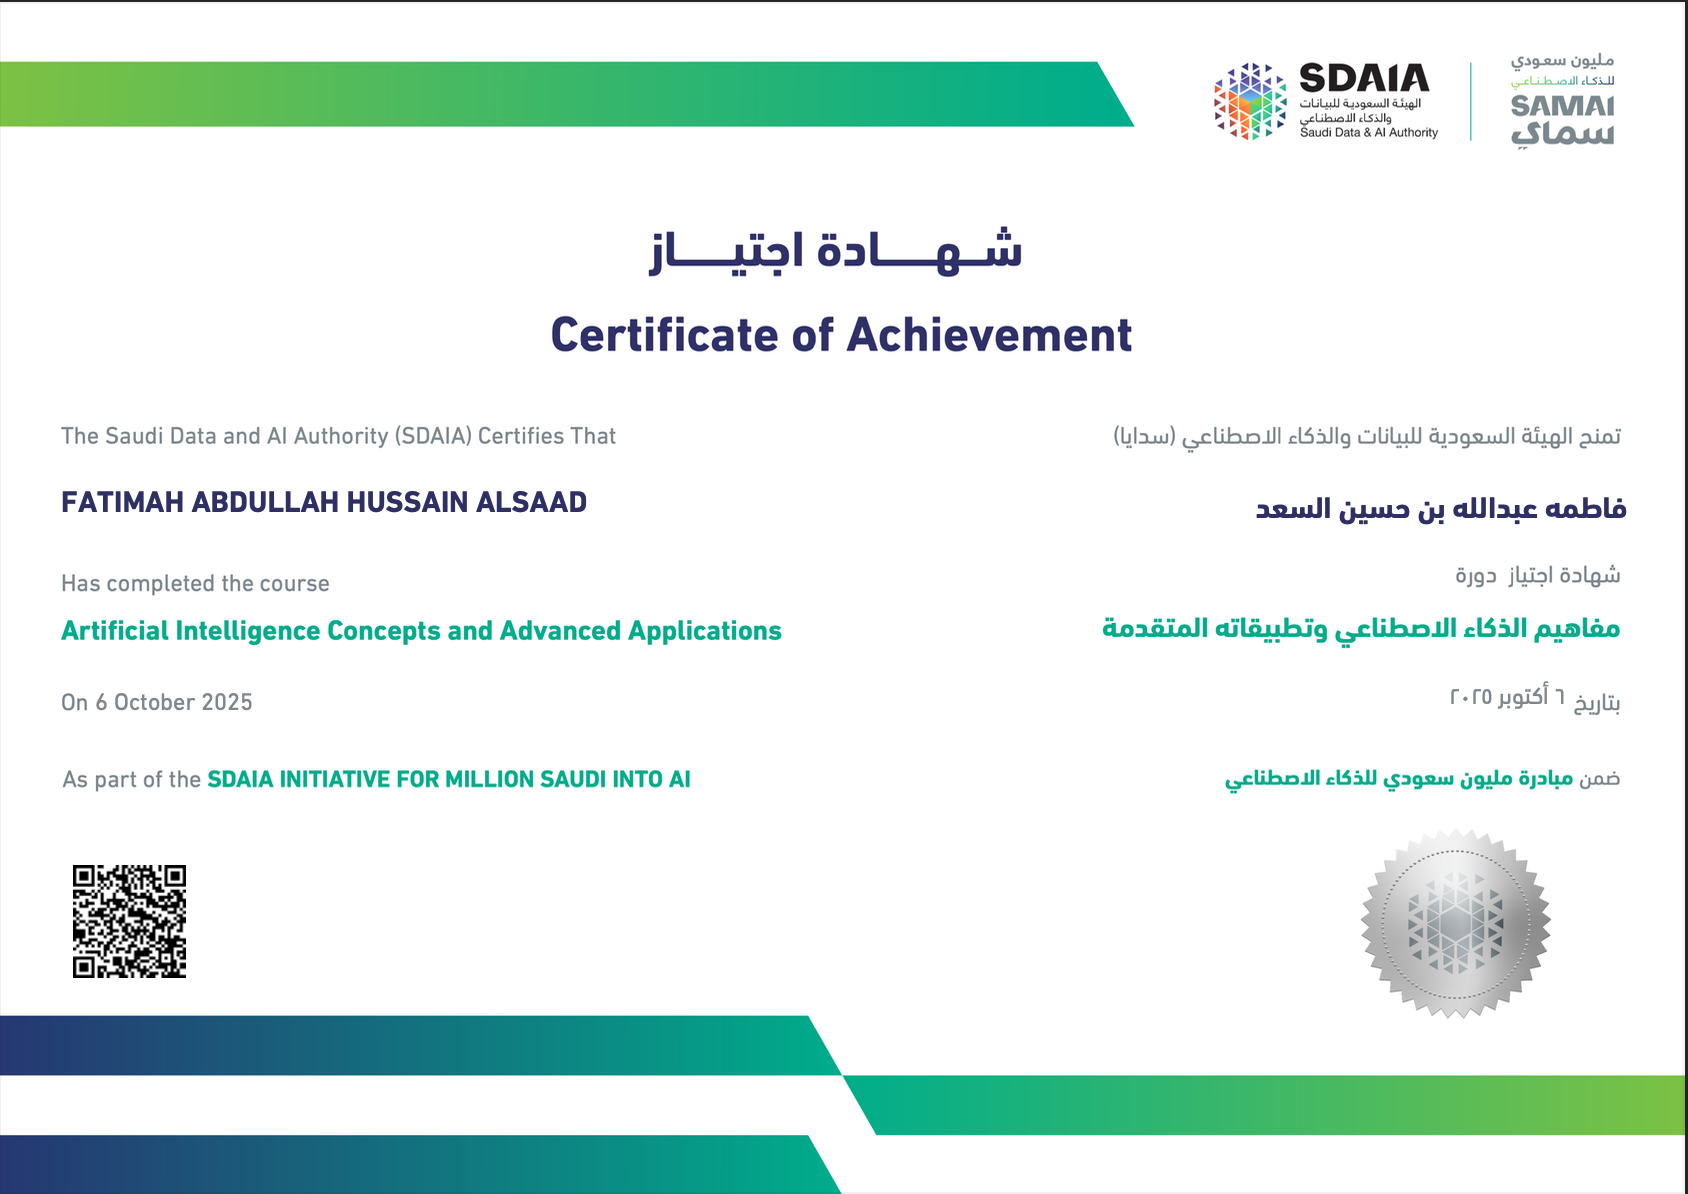 SDAIA
الهيئة السعودية للبيانات
والذكاء الاصطناعي
Saudi Data & AI Authority
مليون سعودي
للذكاء الاصطناعي
SAMAI
سماي
شهادة اجتياز
Certificate of Achievement
The Saudi Data and AI Authority (SDAIA) Certifies That
تمنح الهيئة السعودية للبيانات والذكاء الاصطناعي (سدايا)
FATIMAH ABDULLAH HUSSAIN ALSAAD
فاطمه عبدالله بن حسين السعد
Has completed the course
شهادة اجتياز دورة
Artificial Intelligence Concepts and Advanced Applications
مفاهيم الذكاء الاصطناعي وتطبيقاته المتقدمة
On 6 October 2025
بتاريخ ٦ أكتوبر ٢٠٢٥
As part of the SDAIA INITIATIVE FOR MILLION SAUDI INTO AI
ضمن مبادرة مليون سعودي للذكاء الاصطناعي